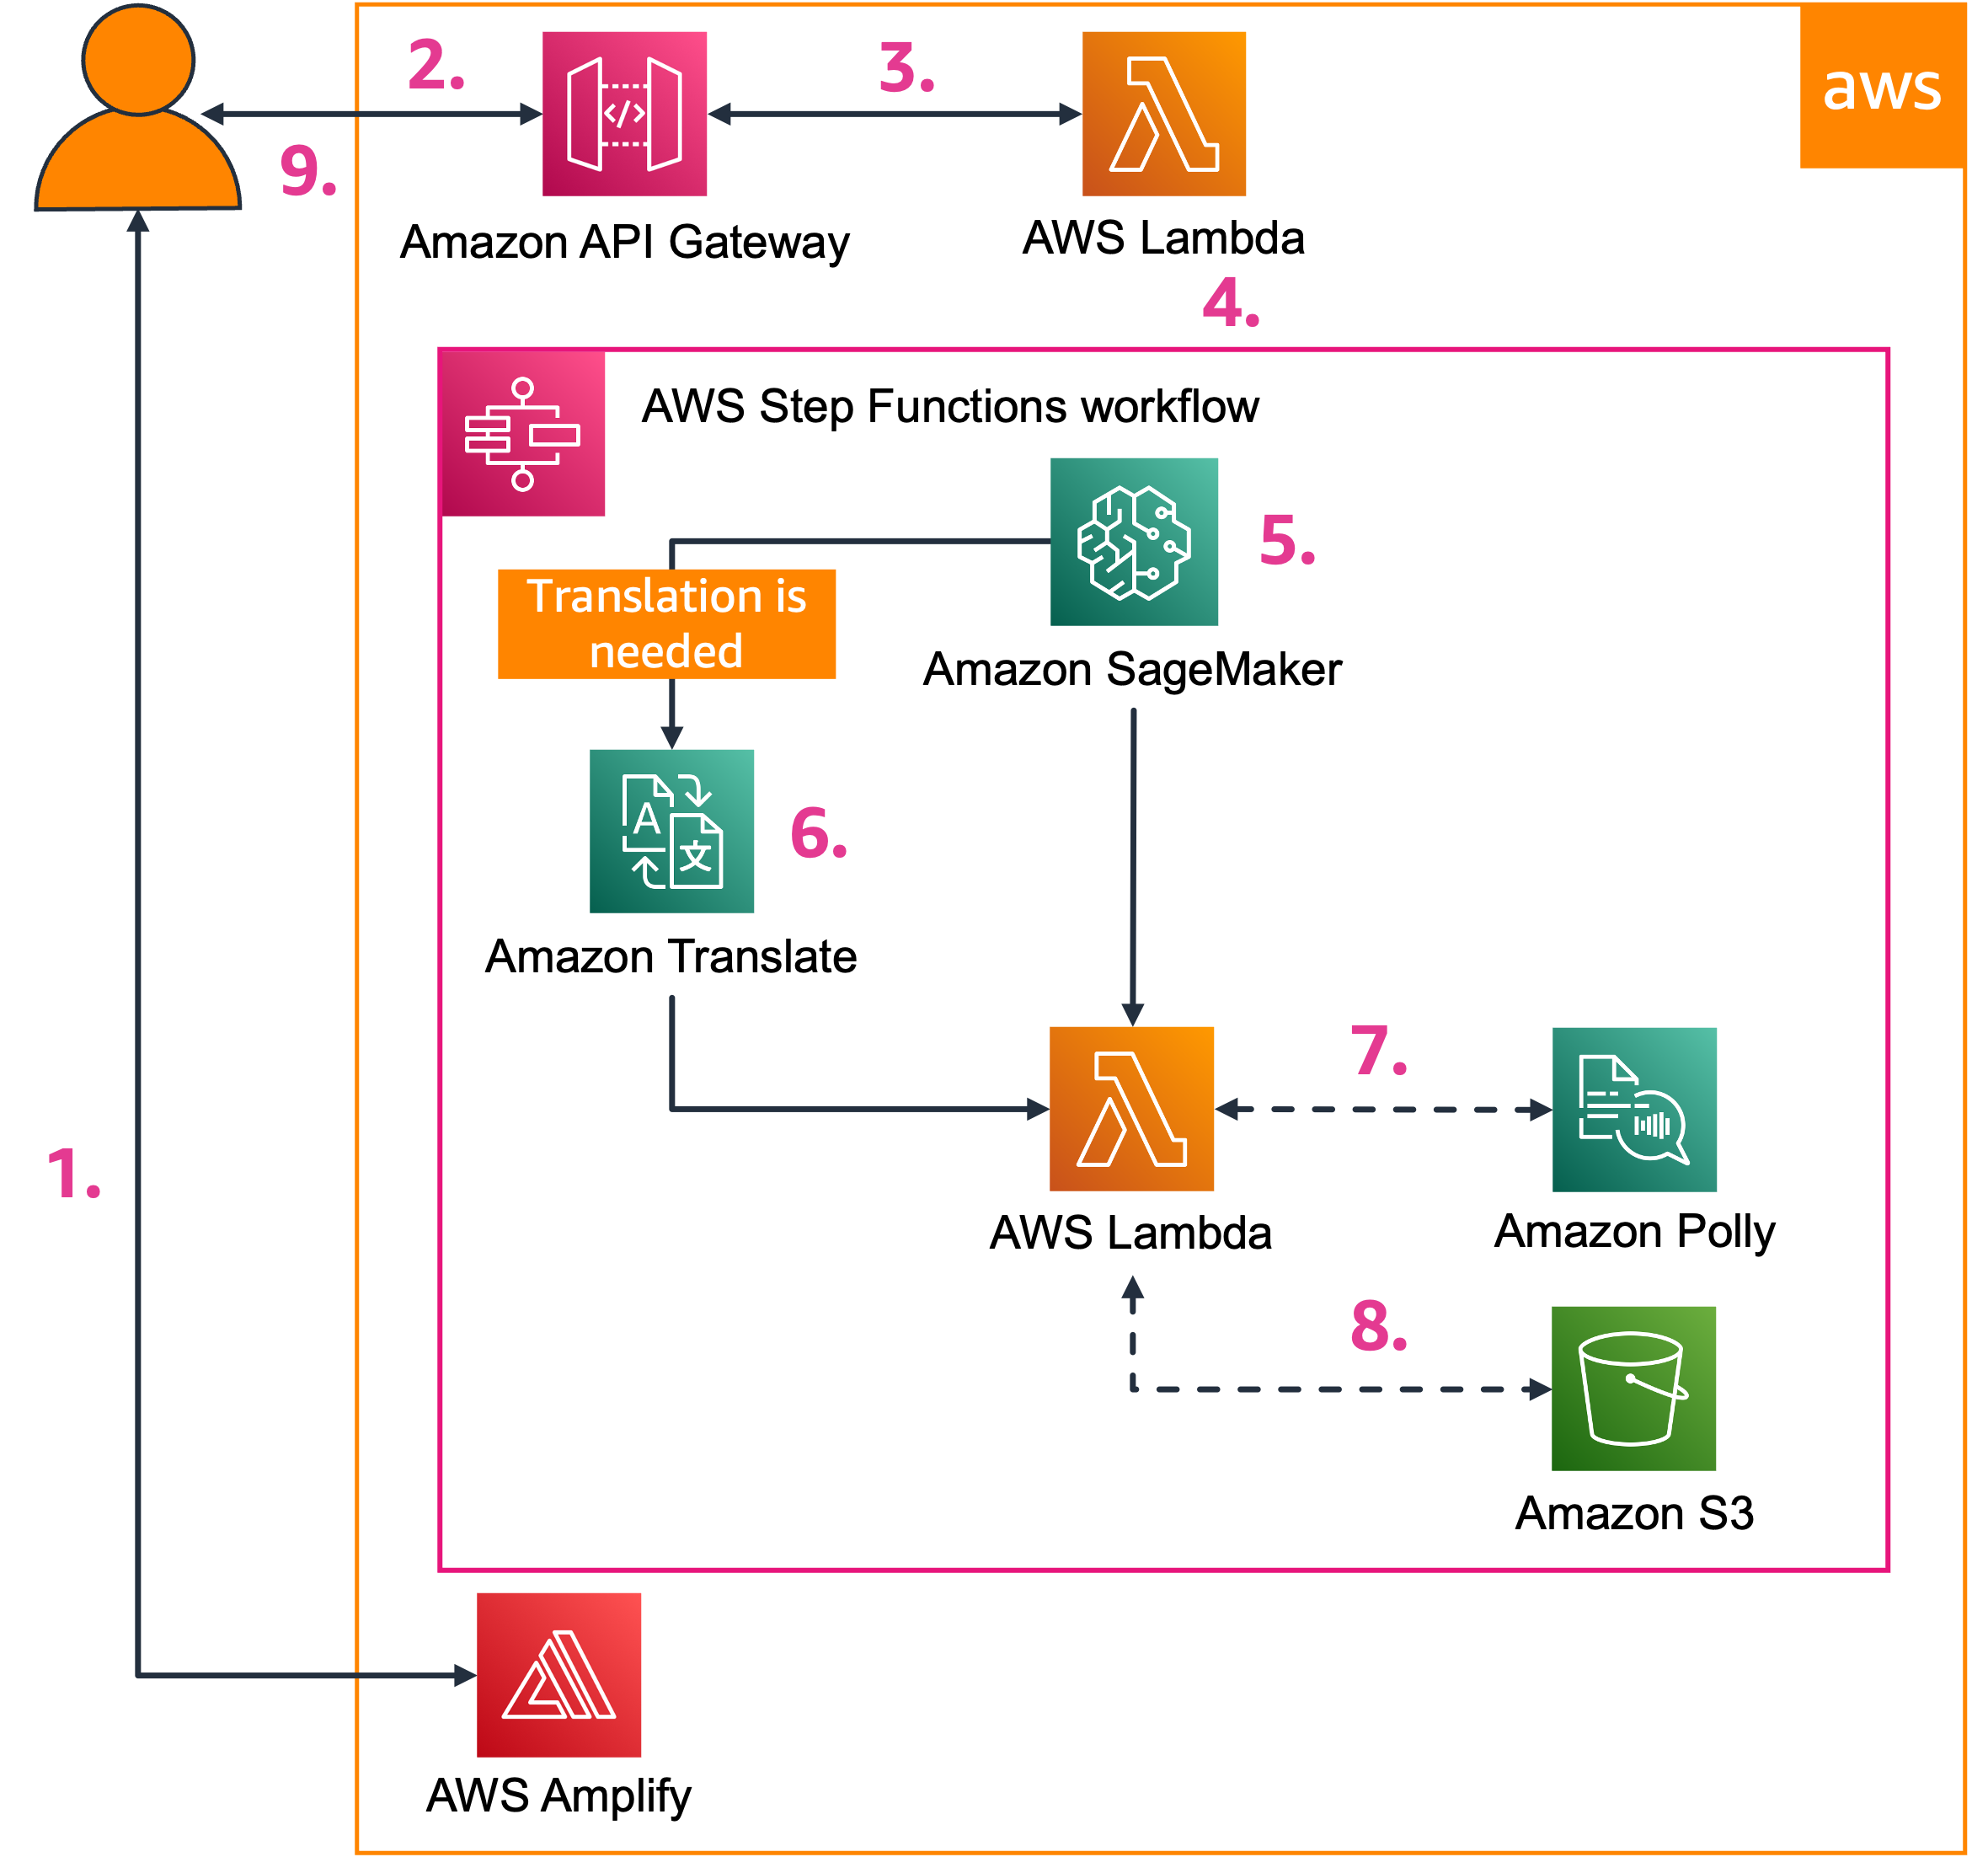 2.
3.
aws
9.
Amazon API Gateway
AWS Lambda
4.
AWS Step Functions workflow
5.
Translation is
needed
Amazon SageMaker
A
文
6.
Amazon Translate
7.
1.
AWS Lambda
Amazon Polly
8.
Amazon S3
AWS Amplify